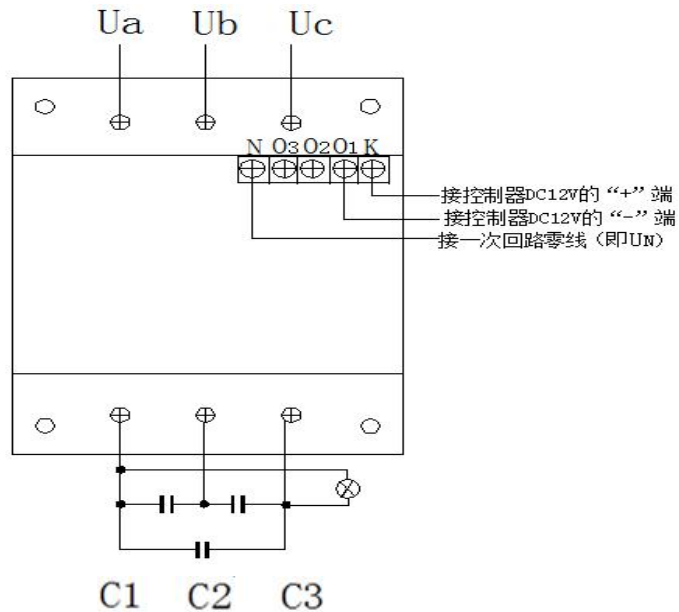 Ua Ub Uc
N O3 O2 O1 K
接控制器DC12V的“+”端
接控制器DC12V的“-”端
接一次回路零线（即UN）
C1 C2 C3